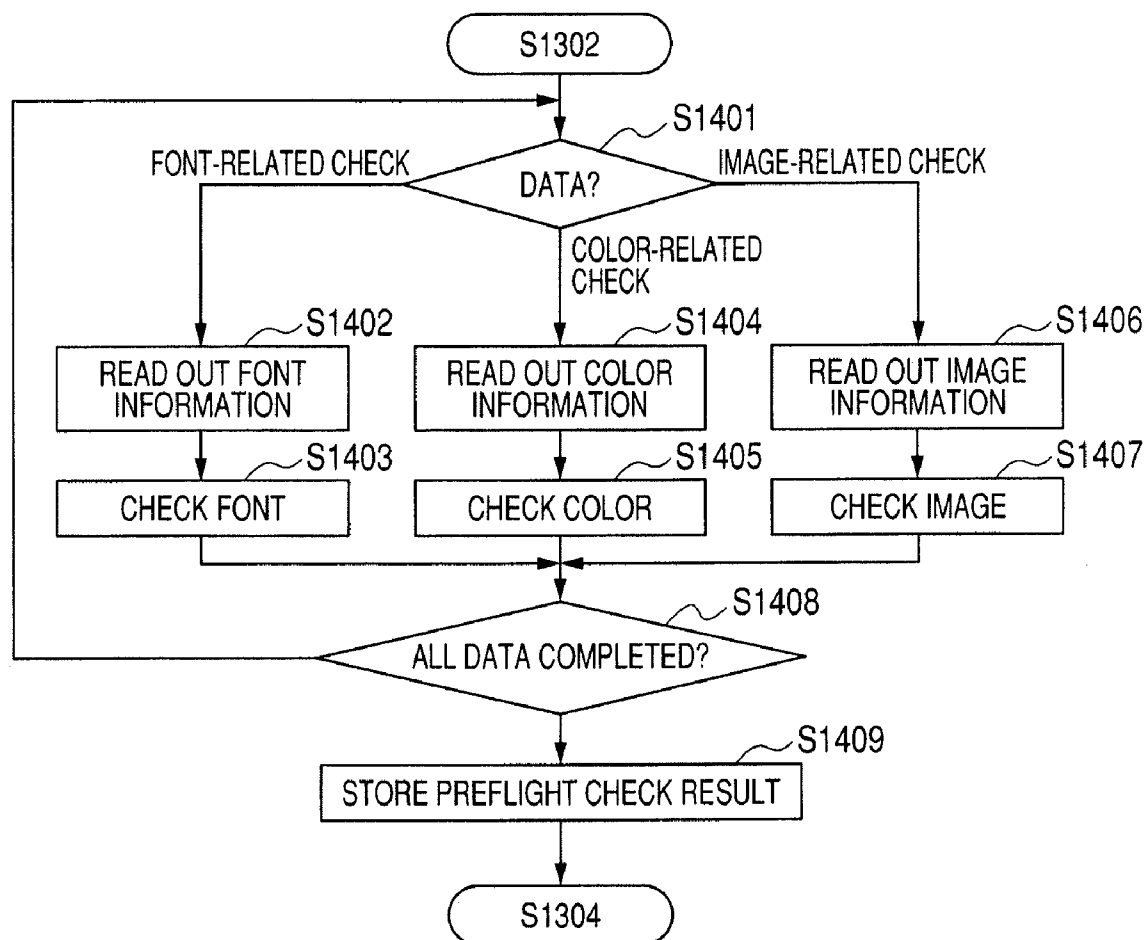 S1302
S1401
FONT-RELATED CHECK
IMAGE-RELATED CHECK
DATA?
COLOR-RELATED
CHECK
S1402
S1404
S1406
READ OUT FONT
INFORMATION
READ OUT COLOR
INFORMATION
READ OUT IMAGE
INFORMATION
S1403
S1405
S1407
CHECK FONT
CHECK COLOR
CHECK IMAGE
S1408
ALL DATA COMPLETED?
S1409
STORE PREFLIGHT CHECK RESULT
S1304